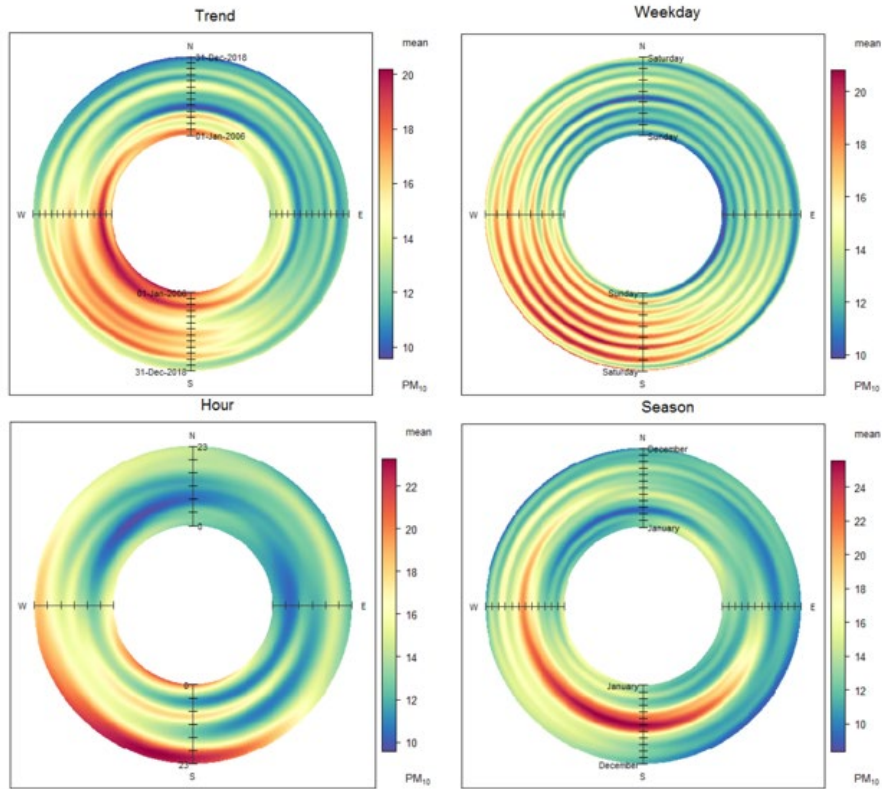 Trend
N
31-Dec-2018
01-Jan-2006
W
E
01-Jan-2006
31-Dec-2018
S
mean
20
18
16
14
12
10
PM₁₀
Weekday
N
Saturday
Sunday
W
E
Sunday
Saturday
S
mean
20
18
16
14
12
10
PM₁₀
Hour
N
23
0
W
E
0
23
S
mean
22
20
18
16
14
12
10
PM₁₀
Season
N
December
January
W
E
January
December
S
mean
24
22
20
18
16
14
12
10
PM₁₀